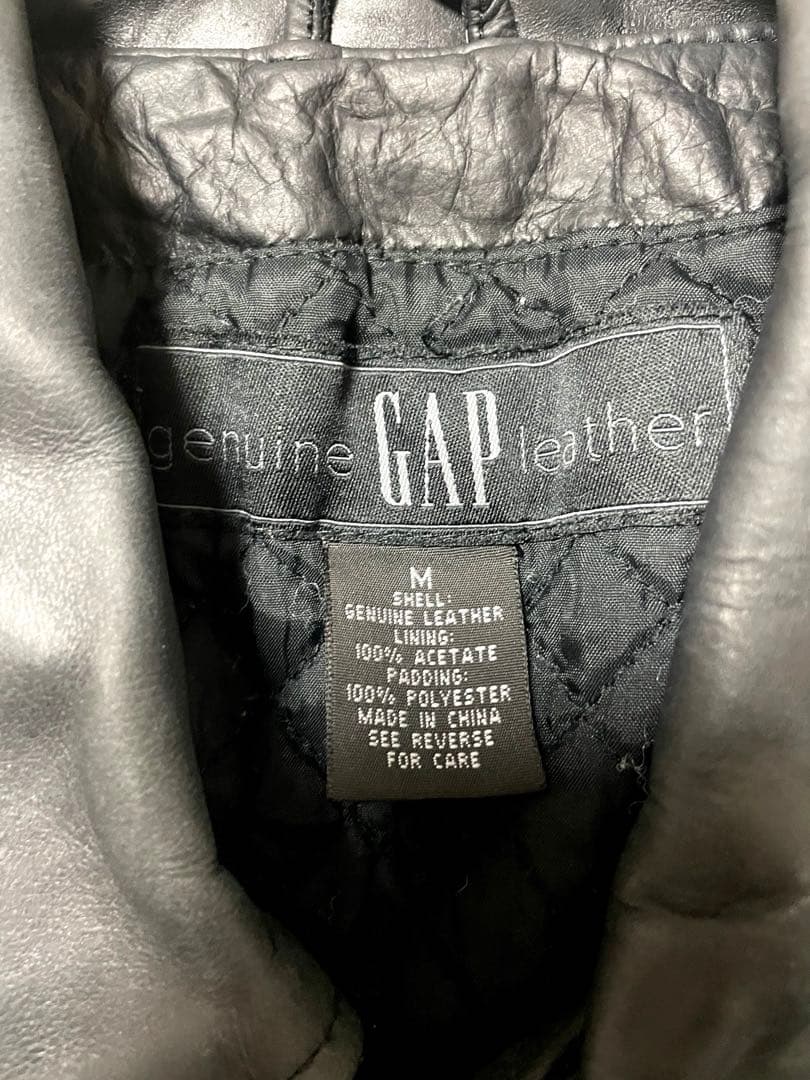 genuine GAP leather
M
SHELL:
GENUINE LEATHER
LINING:
100% ACETATE
PADDING:
100% POLYESTER
MADE IN CHINA
SEE REVERSE
FOR CARE